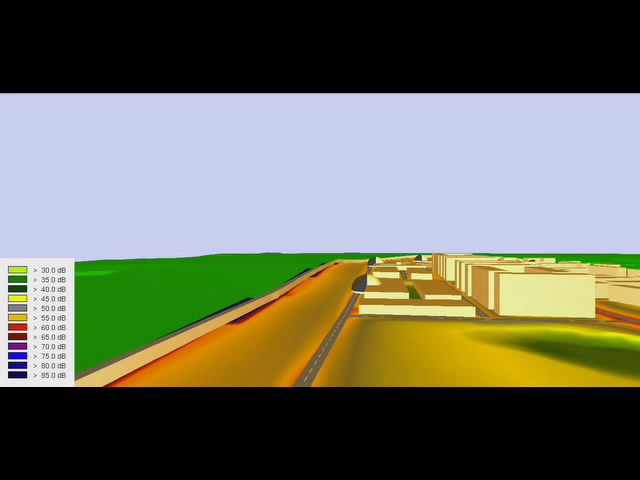 > 30.0 dB
> 35.0 dB
> 40.0 dB
> 45.0 dB
> 50.0 dB
> 55.0 dB
> 60.0 dB
> 65.0 dB
> 70.0 dB
> 75.0 dB
> 80.0 dB
> 85.0 dB